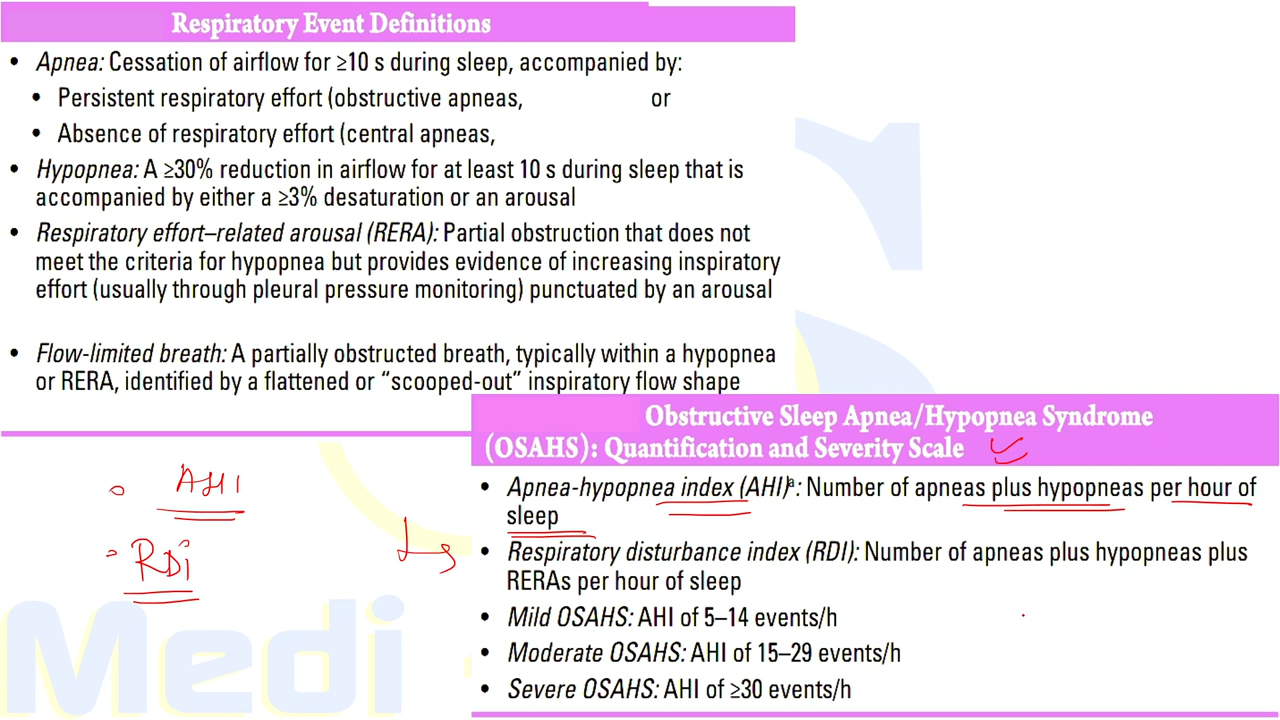 Respiratory Event Definitions
• Apnea: Cessation of airflow for ≥10 s during sleep, accompanied by:
• Persistent respiratory effort (obstructive apneas, or
• Absence of respiratory effort (central apneas,
• Hypopnea: A ≥30% reduction in airflow for at least 10 s during sleep that is
accompanied by either a ≥3% desaturation or an arousal
• Respiratory effort–related arousal (RERA): Partial obstruction that does not
meet the criteria for hypopnea but provides evidence of increasing inspiratory
effort (usually through pleural pressure monitoring) punctuated by an arousal
• Flow-limited breath: A partially obstructed breath, typically within a hypopnea
or RERA, identified by a flattened or “scooped-out” inspiratory flow shape
Obstructive Sleep Apnea/Hypopnea Syndrome
(OSAHS): Quantification and Severity Scale
• Apnea-hypopnea index (AHI)ᵃ: Number of apneas plus hypopneas per hour of
sleep
• Respiratory disturbance index (RDI): Number of apneas plus hypopneas plus
RERAs per hour of sleep
• Mild OSAHS: AHI of 5–14 events/h
• Moderate OSAHS: AHI of 15–29 events/h
• Severe OSAHS: AHI of ≥30 events/h
AHI
RDi
Medi